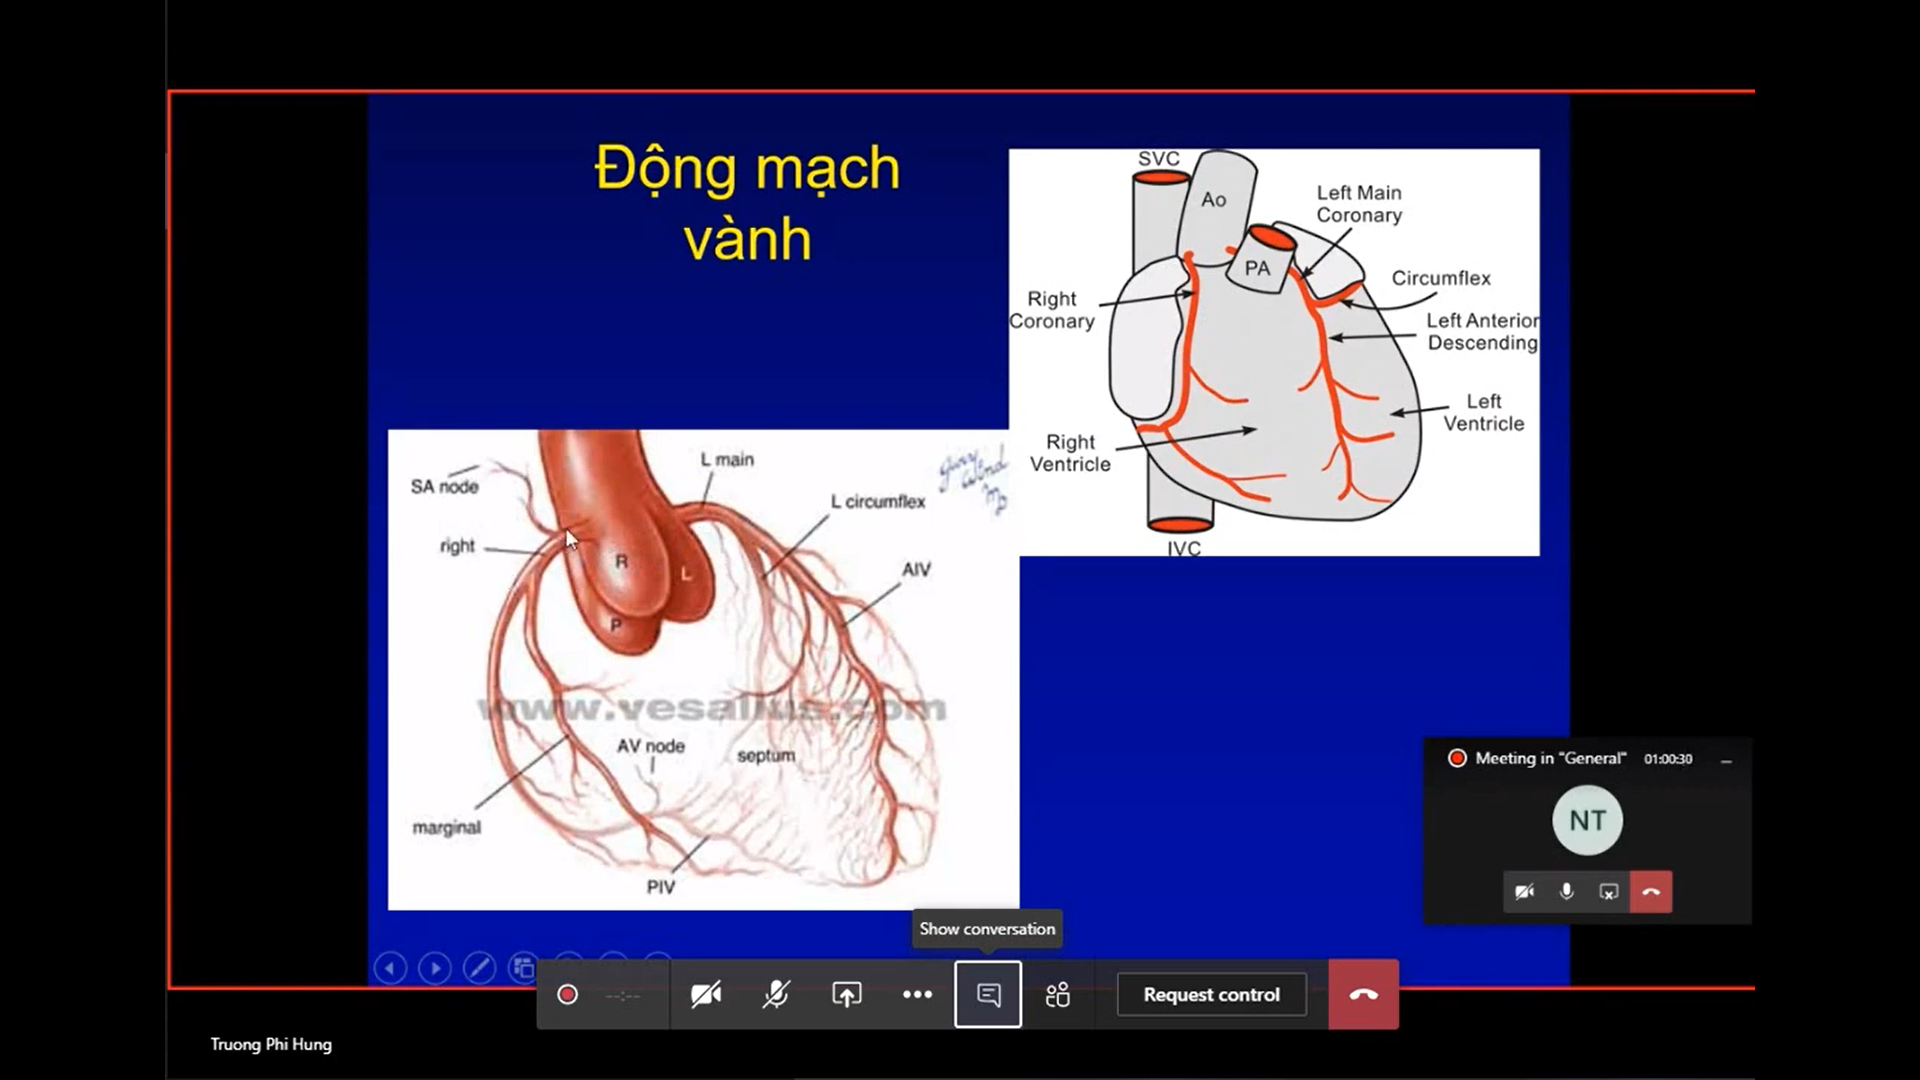 Động mạch
vành
SVC
Ao
Left Main
Coronary
PA
Circumflex
Right
Coronary
Left Anterior
Descending
Left
Ventricle
Right
Ventricle
IVC
L main
SA node
L circumflex
right
R
L
AIV
P
www.vesalius.com
AV node
septum
marginal
PIV
Meeting in "General" 01:00:30
NT
Show conversation
--:--
Request control
Truong Phi Hung